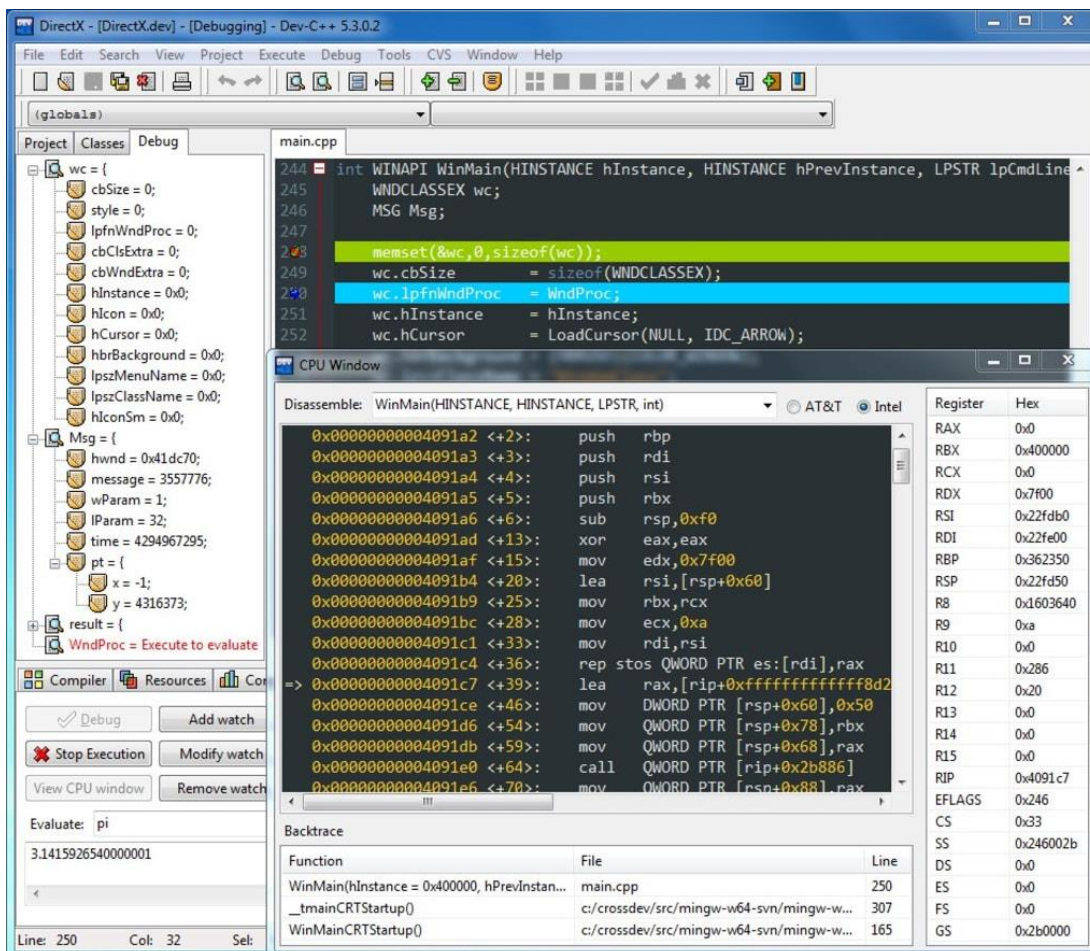 DirectX - [DirectX.dev] - [Debugging] - Dev-C++ 5.3.0.2
File Edit Search View Project Execute Debug Tools CVS Window Help
(globals)
Project Classes Debug
wc = {
cbSize = 0;
style = 0;
lpfnWndProc = 0;
cbClsExtra = 0;
cbWndExtra = 0;
hInstance = 0x0;
hIcon = 0x0;
hCursor = 0x0;
hbrBackground = 0x0;
lpszMenuName = 0x0;
lpszClassName = 0x0;
hIconSm = 0x0;
Msg = {
hwnd = 0x41dc70;
message = 3557776;
wParam = 1;
lParam = 32;
time = 4294967295;
pt = {
x = -1;
y = 4316373;
result = {
WndProc = Execute to evaluate
main.cpp
244 int WINAPI WinMain(HINSTANCE hInstance, HINSTANCE hPrevInstance, LPSTR lpCmdLine
245 WNDCLASSEX wc;
246 MSG Msg;
247
memset(&wc,0,sizeof(wc));
249 wc.cbSize = sizeof(WNDCLASSEX);
wc.lpfnWndProc = WndProc;
251 wc.hInstance = hInstance;
252 wc.hCursor = LoadCursor(NULL, IDC_ARROW);
Compiler Resources
Debug Add watch
Stop Execution Modify watch
View CPU window Remove watch
Evaluate: pi
3.1415926540000001
Line: 250 Col: 32 Sel:
CPU Window
Disassemble: WinMain(HINSTANCE, HINSTANCE, LPSTR, int) AT&T Intel
0x00000000004091a2 <+2>: push rbp
0x00000000004091a3 <+3>: push rdi
0x00000000004091a4 <+4>: push rsi
0x00000000004091a5 <+5>: push rbx
0x00000000004091a6 <+6>: sub rsp,0xf0
0x00000000004091ad <+13>: xor eax,eax
0x00000000004091af <+15>: mov edx,0x7f00
0x00000000004091b4 <+20>: lea rsi,[rsp+0x60]
0x00000000004091b9 <+25>: mov rbx,rcx
0x00000000004091bc <+28>: mov ecx,0xa
0x00000000004091c1 <+33>: mov rdi,rsi
0x00000000004091c4 <+36>: rep stos QWORD PTR es:[rdi],rax
=> 0x00000000004091c7 <+39>: lea rax,[rip+0xfffffffffffff8d2
0x00000000004091ce <+46>: mov DWORD PTR [rsp+0x60],0x50
0x00000000004091d6 <+54>: mov QWORD PTR [rsp+0x78],rbx
0x00000000004091db <+59>: mov QWORD PTR [rsp+0x68],rax
0x00000000004091e0 <+64>: call QWORD PTR [rip+0x2b886]
0x00000000004091e6 <+70>: mov QWORD PTR [rsp+0x88],rax
Register Hex
RAX 0x0
RBX 0x400000
RCX 0x0
RDX 0x7f00
RSI 0x22fdb0
RDI 0x22fe00
RBP 0x362350
RSP 0x22fd50
R8 0x1603640
R9 0xa
R10 0x0
R11 0x286
R12 0x20
R13 0x0
R14 0x0
R15 0x0
RIP 0x4091c7
EFLAGS 0x246
CS 0x33
SS 0x246002b
DS 0x0
ES 0x0
FS 0x0
GS 0x2b0000
Backtrace
Function File Line
WinMain(hInstance = 0x400000, hPrevInstan... main.cpp 250
__tmainCRTStartup() c:/crossdev/src/mingw-w64-svn/mingw-w... 307
WinMainCRTStartup() c:/crossdev/src/mingw-w64-svn/mingw-w... 165